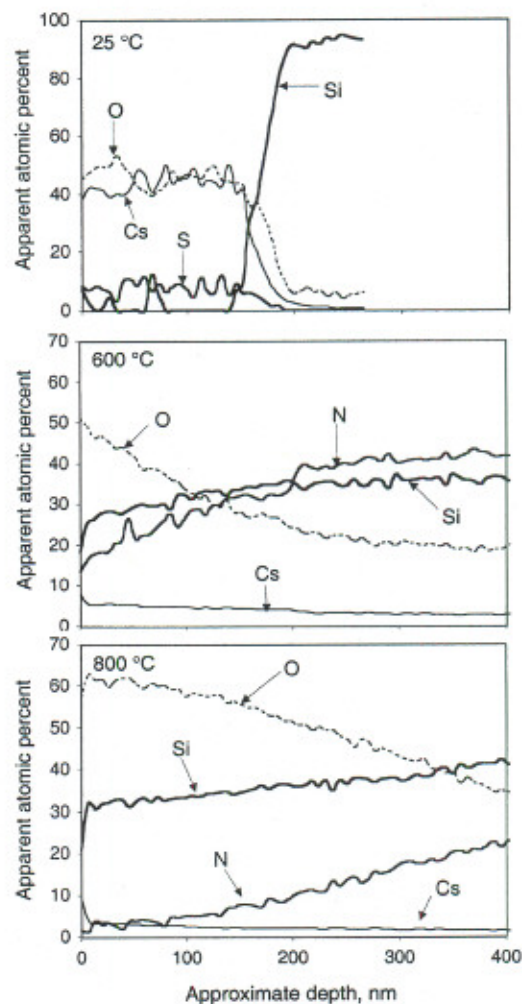 100
25 °C
80
Si
60
O
40
Cs
S
20
0
Apparent atomic percent
70
600 °C
60
50
O
N
40
30
Si
20
Cs
10
0
Apparent atomic percent
70
800 °C
60
O
50
Si
40
30
20
N
Cs
10
0
Apparent atomic percent
0 100 200 300 400
Approximate depth, nm